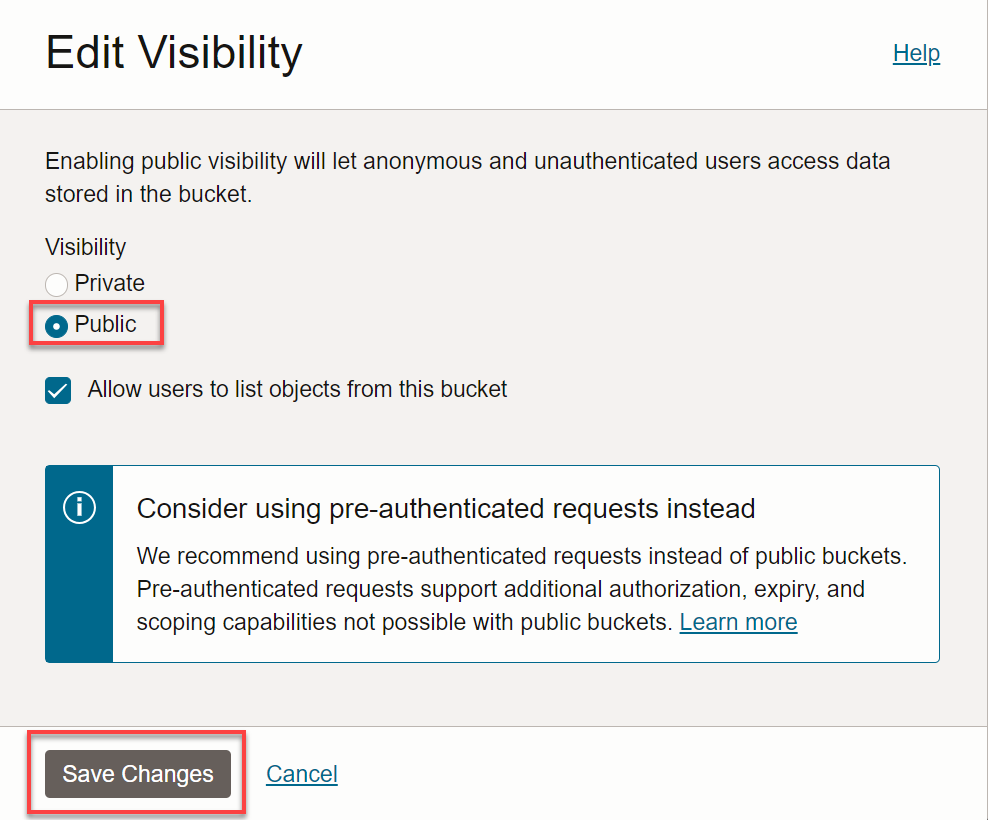 Edit Visibility
Help
Enabling public visibility will let anonymous and unauthenticated users access data
stored in the bucket.
Visibility
Private
Public
Allow users to list objects from this bucket
Consider using pre-authenticated requests instead
We recommend using pre-authenticated requests instead of public buckets.
Pre-authenticated requests support additional authorization, expiry, and
scoping capabilities not possible with public buckets. Learn more
Save Changes
Cancel